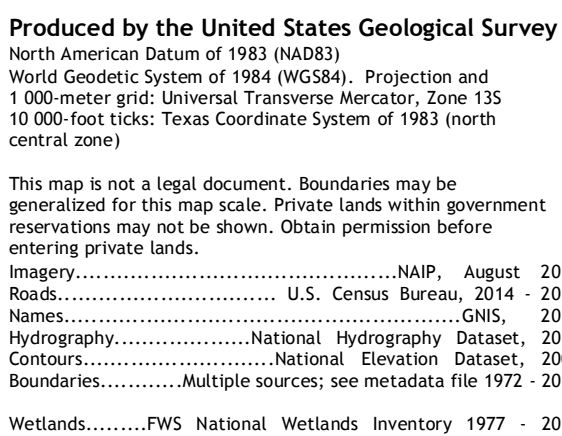 Produced by the United States Geological Survey
North American Datum of 1983 (NAD83)
World Geodetic System of 1984 (WGS84). Projection and
1 000-meter grid: Universal Transverse Mercator, Zone 13S
10 000-foot ticks: Texas Coordinate System of 1983 (north
central zone)

This map is not a legal document. Boundaries may be
generalized for this map scale. Private lands within government
reservations may not be shown. Obtain permission before
entering private lands.
Imagery..............................................NAIP, August 20
Roads................................ U.S. Census Bureau, 2014 - 20
Names.........................................................GNIS, 20
Hydrography....................National Hydrography Dataset, 20
Contours............................National Elevation Dataset, 20
Boundaries............Multiple sources; see metadata file 1972 - 20

Wetlands.........FWS National Wetlands Inventory 1977 - 20